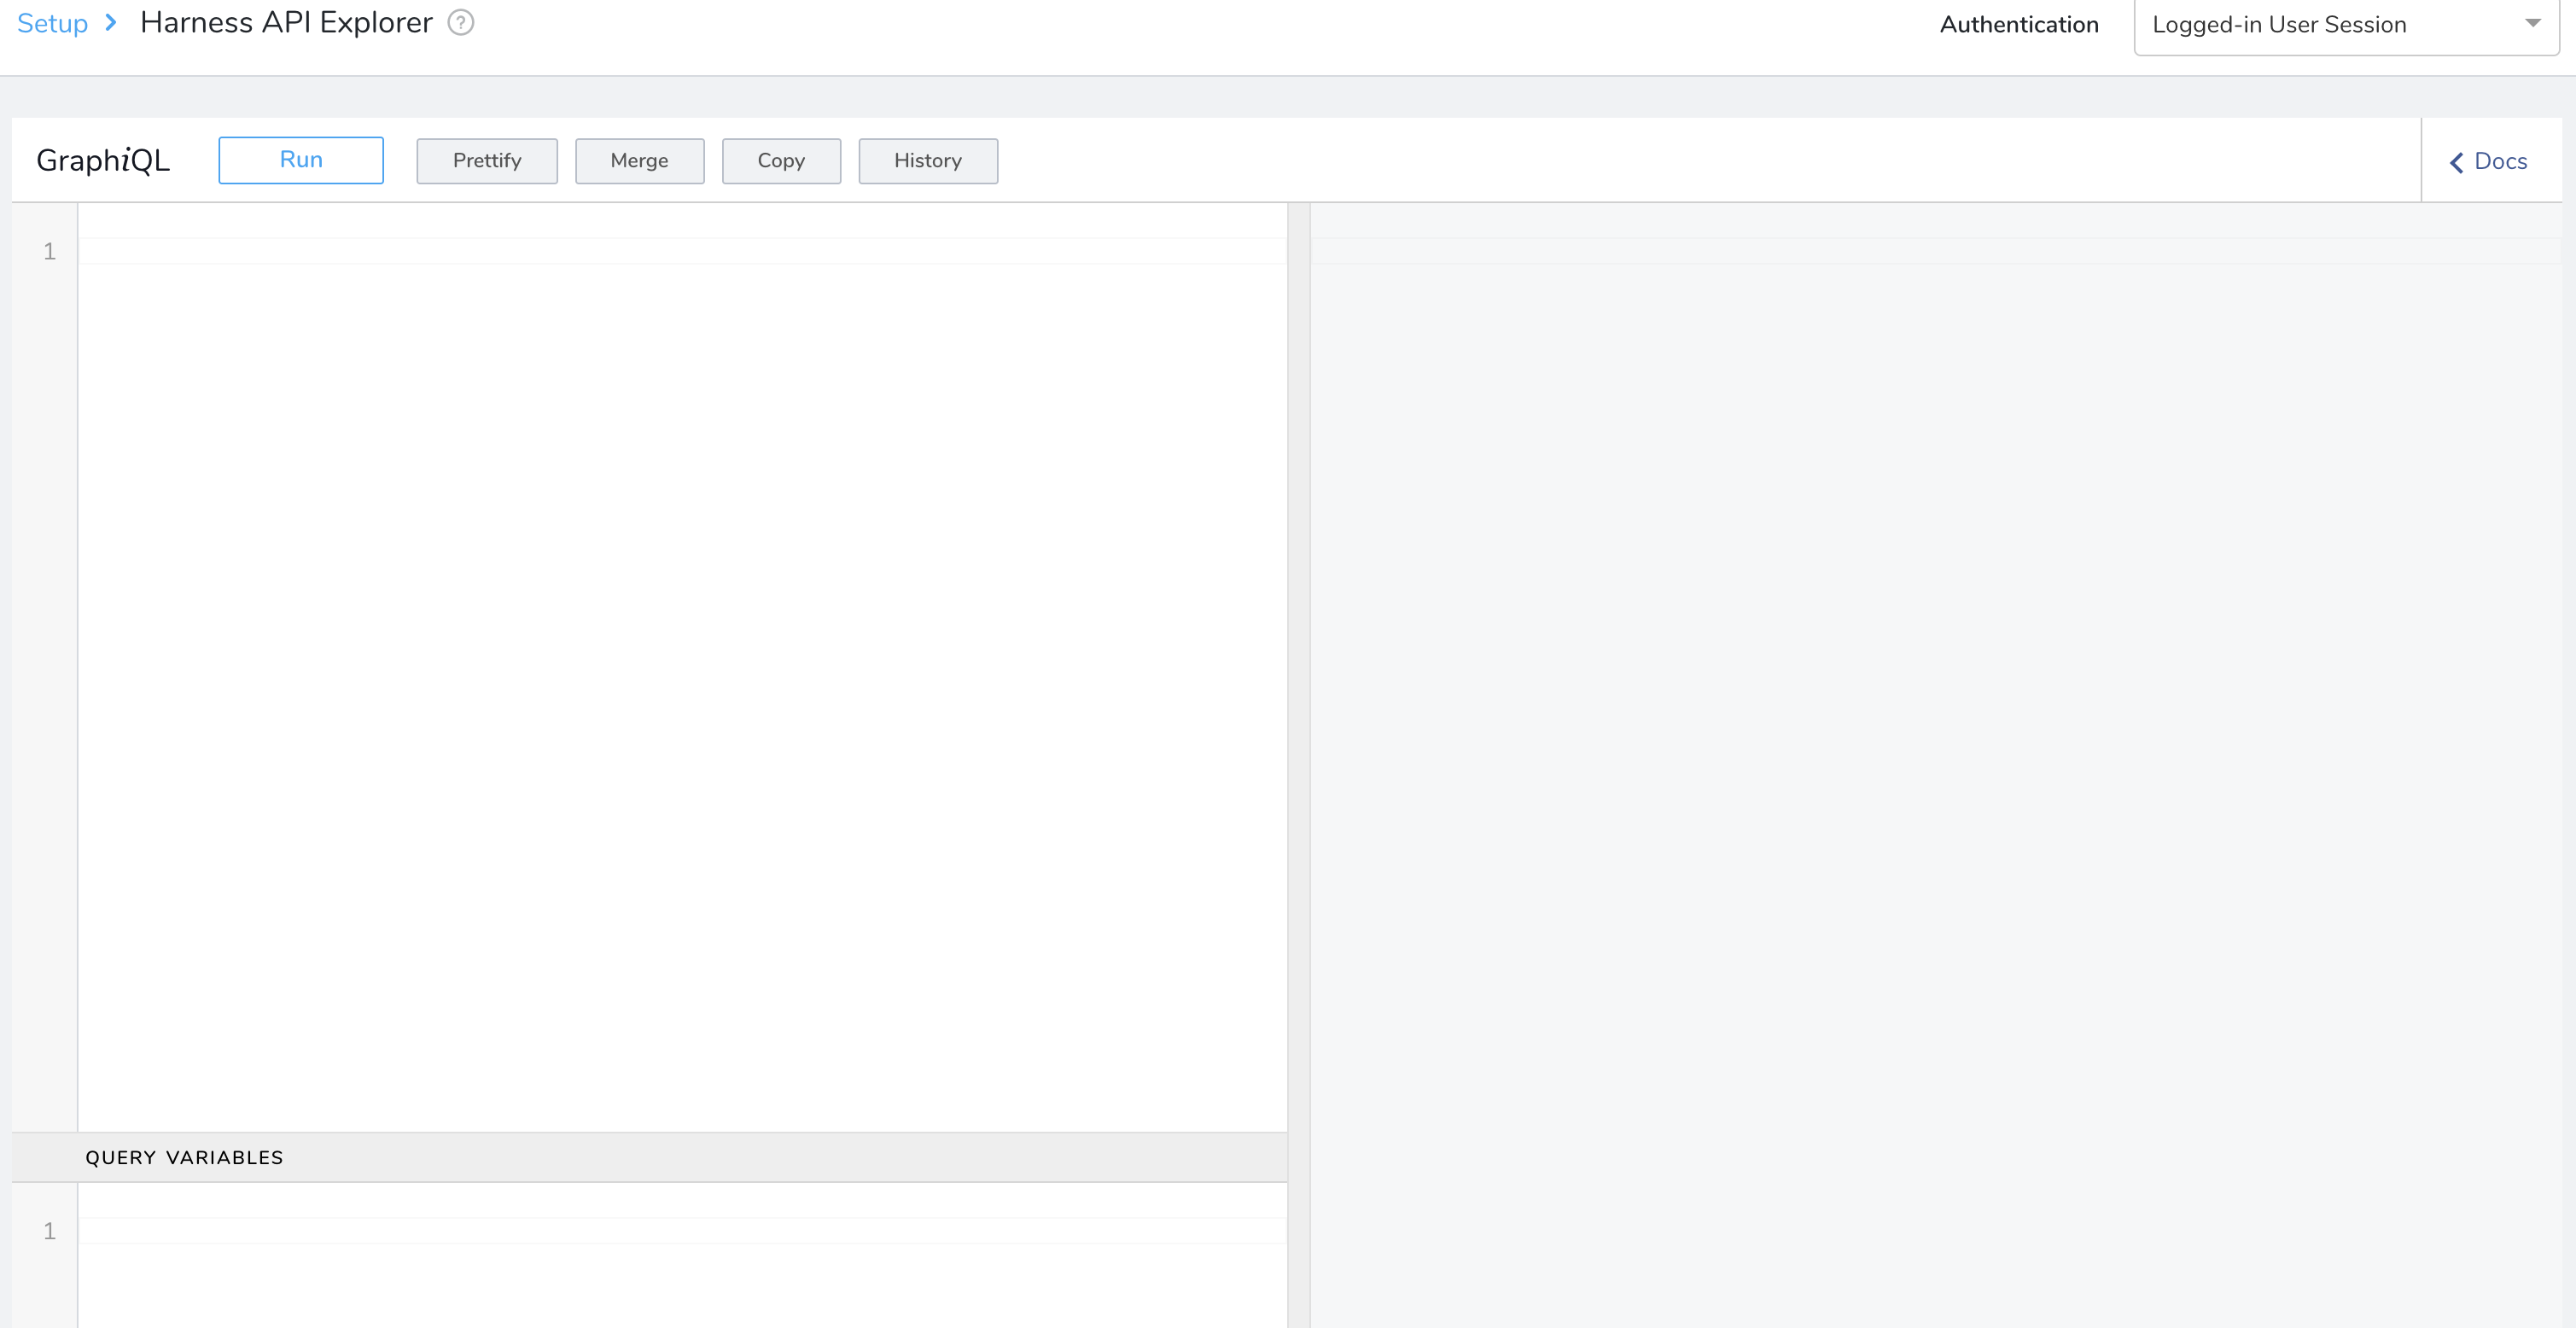 Setup Harness API Explorer ? Authentication Logged-in User Session
GraphiQL Run Prettify Merge Copy History Docs
1
QUERY VARIABLES
1